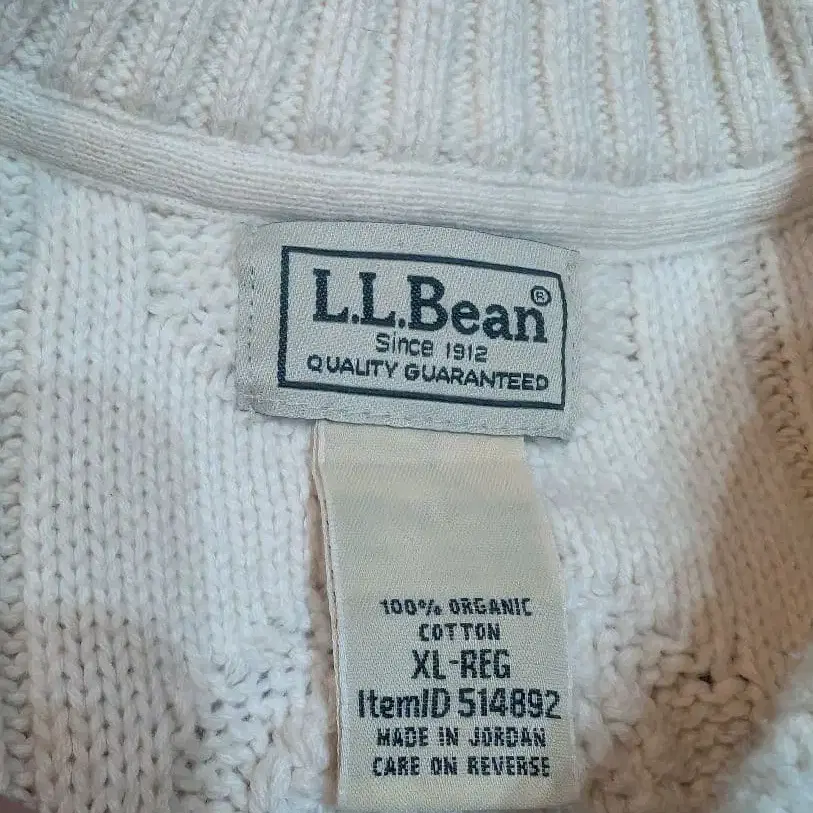 L.L.Bean®
Since 1912
QUALITY GUARANTEED
100% ORGANIC
COTTON
XL-REG
ItemID 514892
MADE IN JORDAN
CARE ON REVERSE